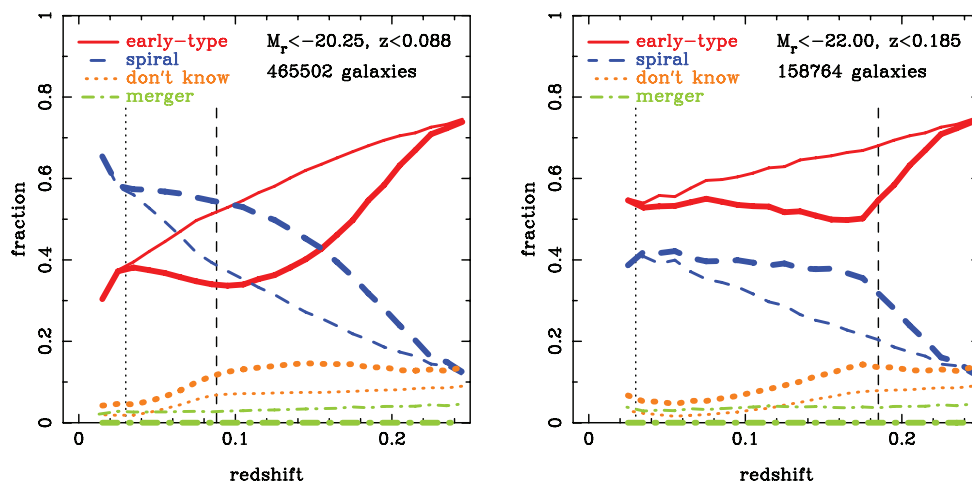 early-type
spiral
don't know
merger
M_r<-20.25, z<0.088
465502 galaxies
fraction
0
0.2
0.4
0.6
0.8
1
0
0.1
0.2
redshift
early-type
spiral
don't know
merger
M_r<-22.00, z<0.185
158764 galaxies
fraction
0
0.2
0.4
0.6
0.8
1
0
0.1
0.2
redshift